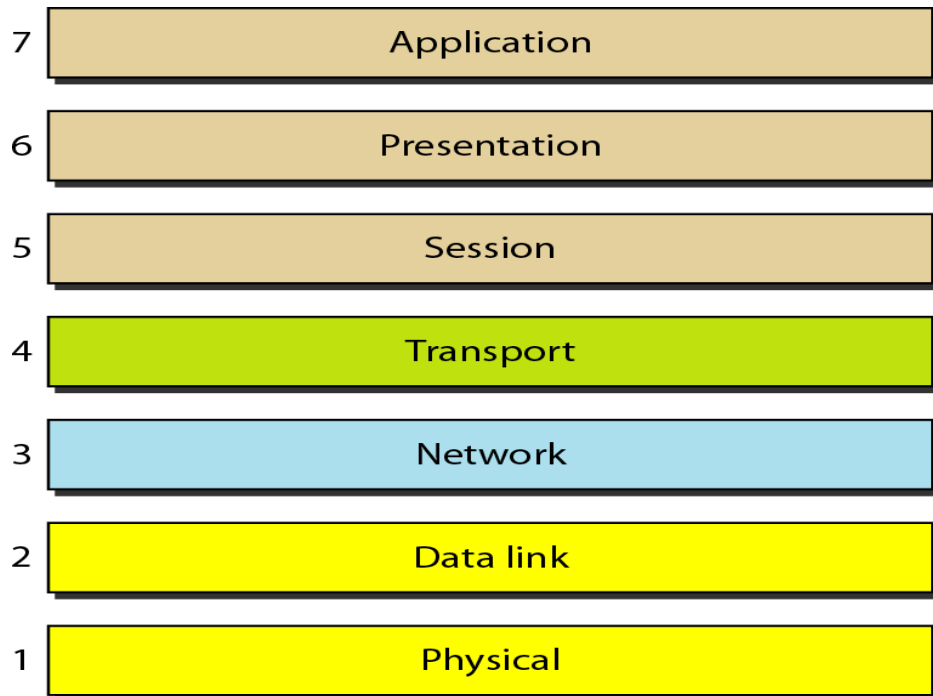 7 Application
6 Presentation
5 Session
4 Transport
3 Network
2 Data link
1 Physical